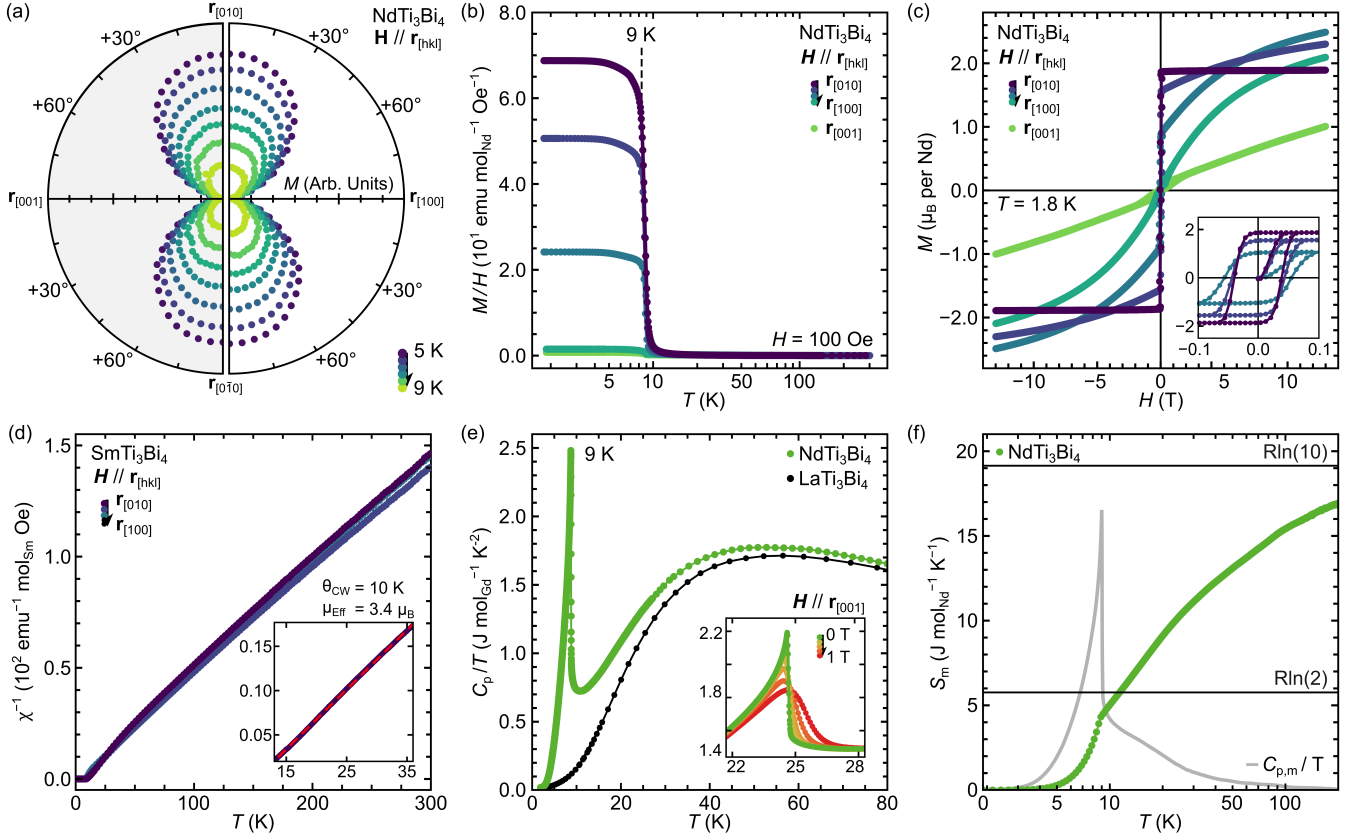 (a)
r[010]
NdTi3Bi4
H // r[hkl]
+30°
+30°
+60°
+60°
M (Arb. Units)
r[001]
r[100]
+30°
+30°
+60°
+60°
r[01̄0]
5 K
9 K
(b)
9 K
NdTi3Bi4
H // r[hkl]
r[010]
r[100]
r[001]
H = 100 Oe
M/H (10¹ emu molNd⁻¹ Oe⁻¹)
8.0
7.0
6.0
4.0
2.0
0.0
5
10
50
100
T (K)
(c)
NdTi3Bi4
H // r[hkl]
r[010]
r[100]
r[001]
T = 1.8 K
M (μB per Nd)
2.0
1.0
0.0
−1.0
−2.0
2
0
−2
−0.1
0.0
0.1
−10
−5
0
5
10
H (T)
(d)
SmTi3Bi4
H // r[hkl]
r[010]
r[100]
θCW = 10 K
μEff = 3.4 μB
χ⁻¹ (10² emu⁻¹ molSm Oe)
1.5
1.0
0.5
0.0
0.15
0.10
0.05
15
25
35
0
50
100
150
200
250
300
T (K)
(e)
9 K
NdTi3Bi4
LaTi3Bi4
H // r[001]
0 T
1 T
2.2
1.8
1.4
22
25
28
Cp/T (J molGd⁻¹ K⁻²)
2.5
2.0
1.5
1.0
0.5
0.0
0
20
40
60
80
T (K)
(f)
NdTi3Bi4
Rln(10)
Rln(2)
Cp,m / T
Sm (J molNd⁻¹ K⁻¹)
20
15
10
5
0
0
5
10
50
100
T (K)